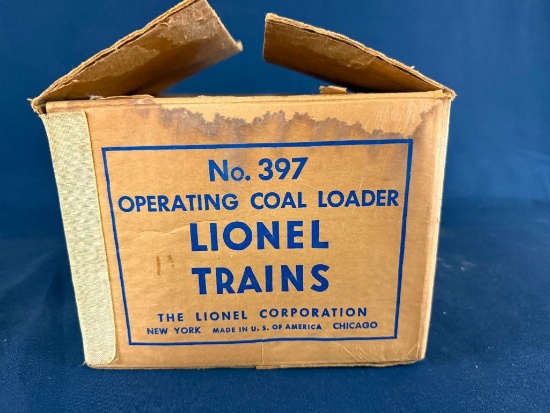 No. 397
OPERATING COAL LOADER
LIONEL
TRAINS
THE LIONEL CORPORATION
NEW YORK MADE IN U. S. OF AMERICA CHICAGO